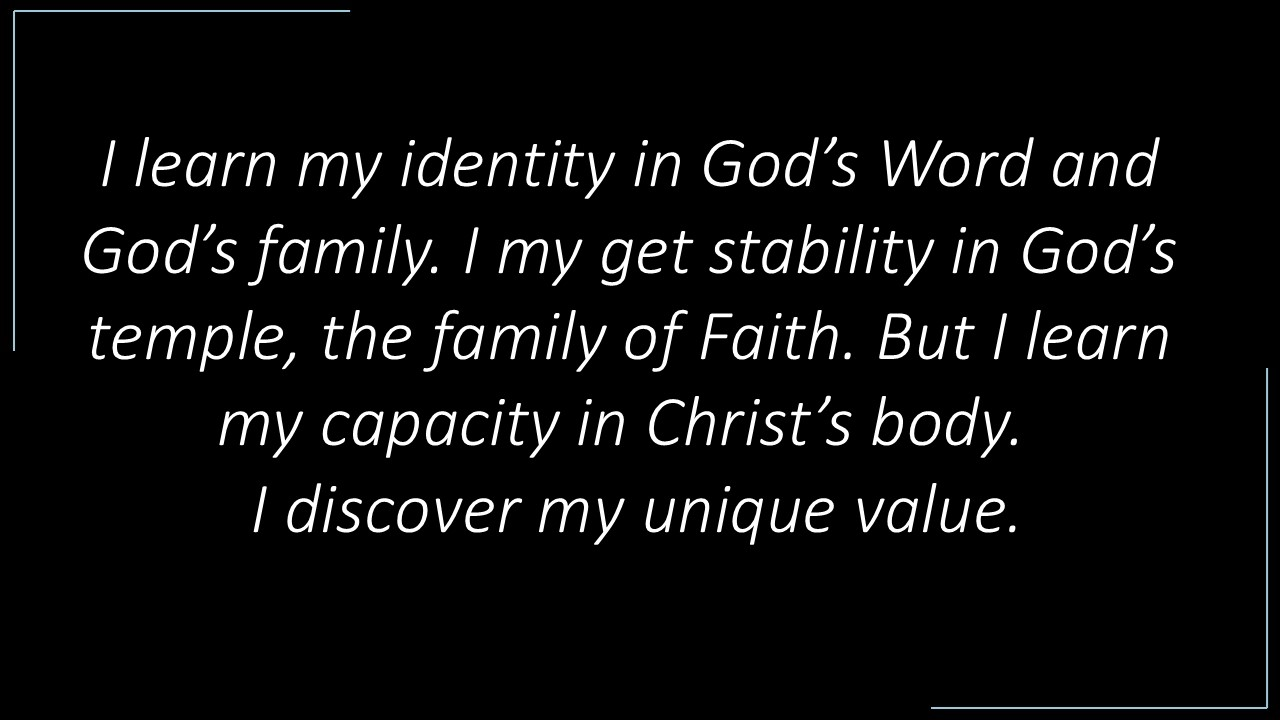 I learn my identity in God’s Word and
God’s family. I my get stability in God’s
temple, the family of Faith. But I learn
my capacity in Christ’s body.
I discover my unique value.